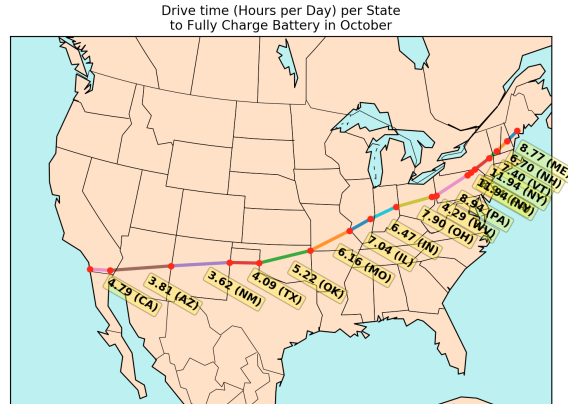 Drive time (Hours per Day) per State
to Fully Charge Battery in October
8.77 (ME
6.70 (NH)
7.40 (VT)
11.94 (NY)
8.94 (PA)
4.29 (WV)
7.90 (OH)
6.47 (IN)
7.04 (IL)
6.16 (MO)
5.22 (OK)
4.09 (TX)
3.62 (NM)
3.81 (AZ)
4.79 (CA)